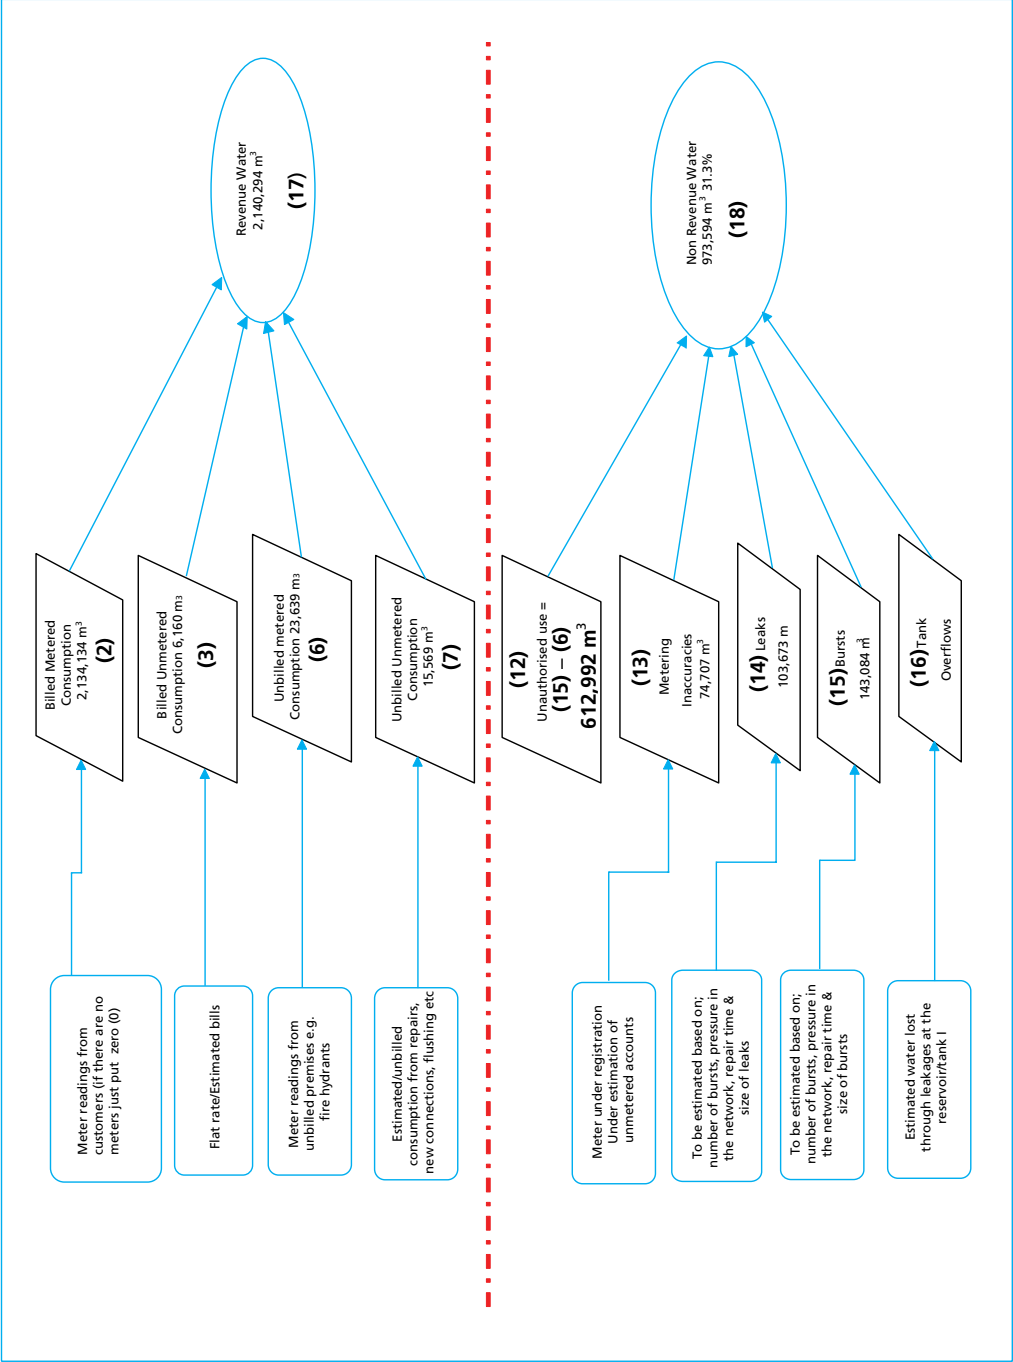 Meter readings from
customers (if there are no
meters just put zero (0)
Billed Metered
Consumption
2,134,134 m³
(2)
Flat rate/Estimated bills
Billed Unmetered
Consumption 6,160 m3
(3)
Meter readings from
unbilled premises e.g.
fire hydrants
Unbilled metered
Consumption 23,639 m3
(6)
Estimated/unbilled
consumption from repairs,
new connections, flushing etc
Unbilled Unmetered
Consumption
15,569 m³
(7)
Revenue Water
2,140,294 m³
(17)
(12)
Unauthorised use =
(15) – (6)
612,992 m³
Meter under registration
Under estimation of
unmetered accounts
(13)
Metering
Inaccuracies
74,707 m³
To be estimated based on;
number of bursts, pressure in
the network, repair time &
size of leaks
(14) Leaks
103,673 m
To be estimated based on;
number of bursts, pressure in
the network, repair time &
size of bursts
(15) Bursts
143,084 m³
Estimated water lost
through leakages at the
reservoir/tank l
(16) Tank
Overflows
Non Revenue Water
973,594 m³ 31.3%
(18)